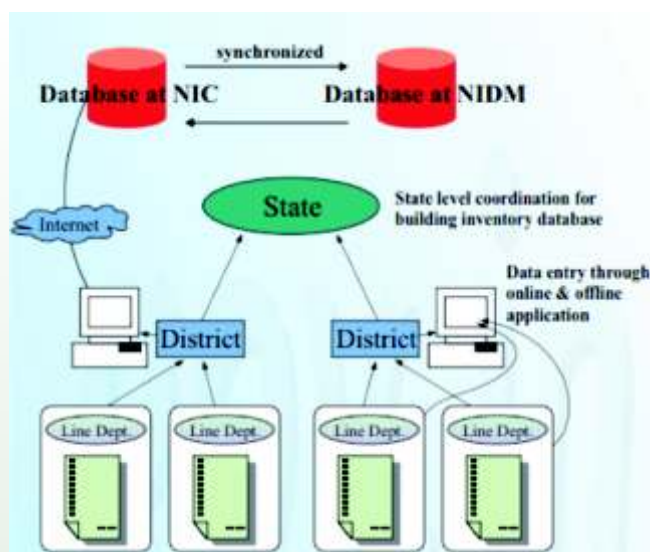 synchronized
Database at NIC
Database at NIDM
Internet
State
State level coordination for
building inventory database
Data entry through
online & offline
application
District
District
Line Dept.
Line Dept.
Line Dept.
Line Dept.